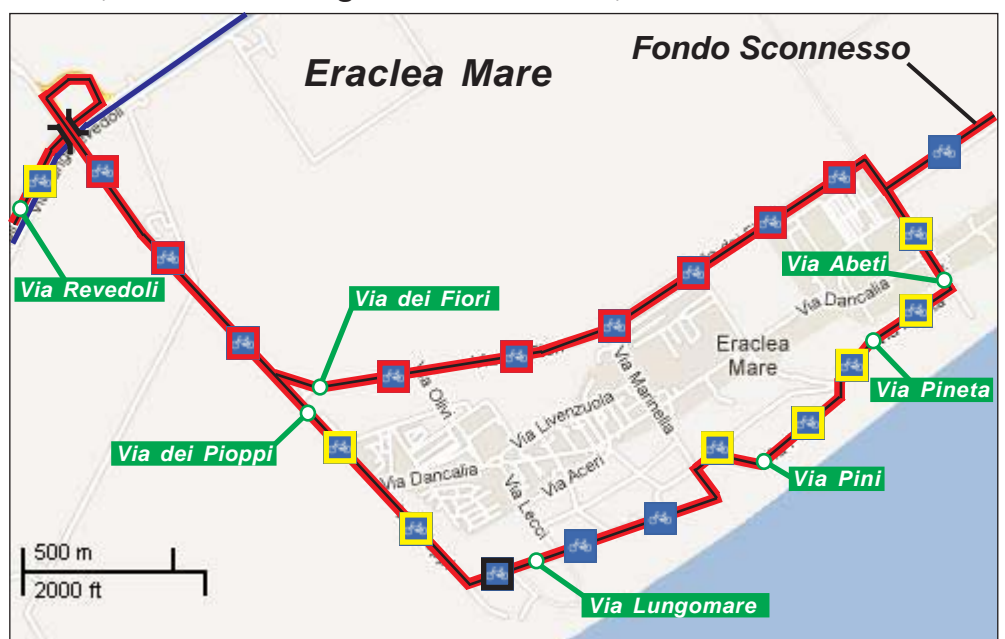 Eraclea Mare
Fondo Sconnesso
Via Revedoli
Via dei Fiori
Via Abeti
Via Dancalia
Eraclea
Mare
Via Pineta
Via Olivi
Via Marinella
Via Livenzuola
Via dei Pioppi
Via Dancalia
Via Aceri
Via Lecci
Via Pini
500 m
2000 ft
Via Lungomare